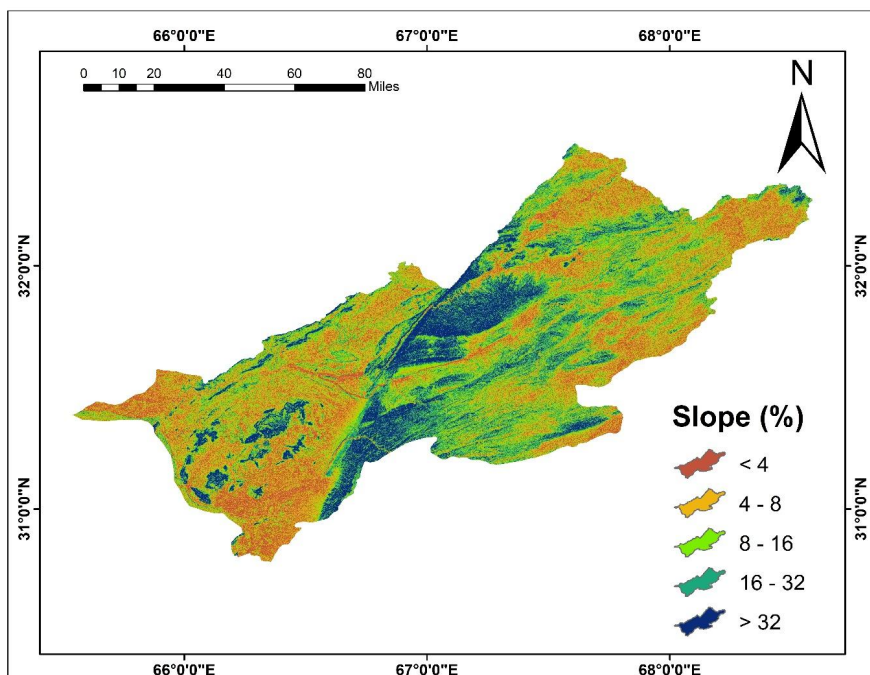 66°0'0"E 67°0'0"E 68°0'0"E
0 10 20 40 60 80
Miles
N
32°0'0"N 32°0'0"N
31°0'0"N 31°0'0"N
Slope (%)
< 4
4 - 8
8 - 16
16 - 32
> 32
66°0'0"E 67°0'0"E 68°0'0"E